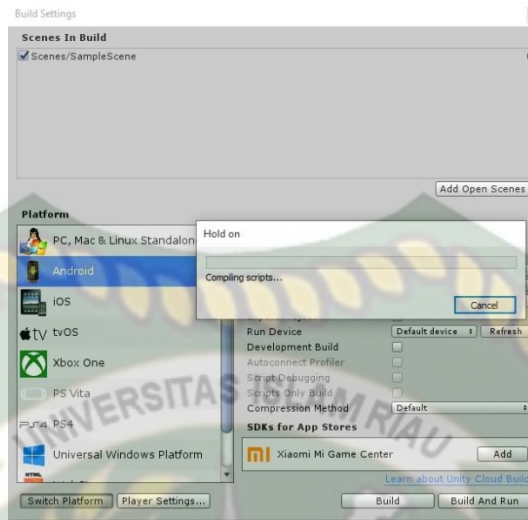 Build Settings
Scenes In Build
Scenes/SampleScene
Add Open Scenes
Platform
PC, Mac & Linux Standalon
Android
iOS
tvOS
Xbox One
PS Vita
PS4
Universal Windows Platform
Hold on
Compiling scripts...
Cancel
Run Device
Default device
Refresh
Development Build
Autoconnect Profiler
Script Debugging
Scripts Only Build
Compression Method
Default
SDKs for App Stores
Xiaomi Mi Game Center
Add
Learn about Unity Cloud Build
Switch Platform
Player Settings...
Build
Build And Run
UNIVERSITAS ISLAM RIAU